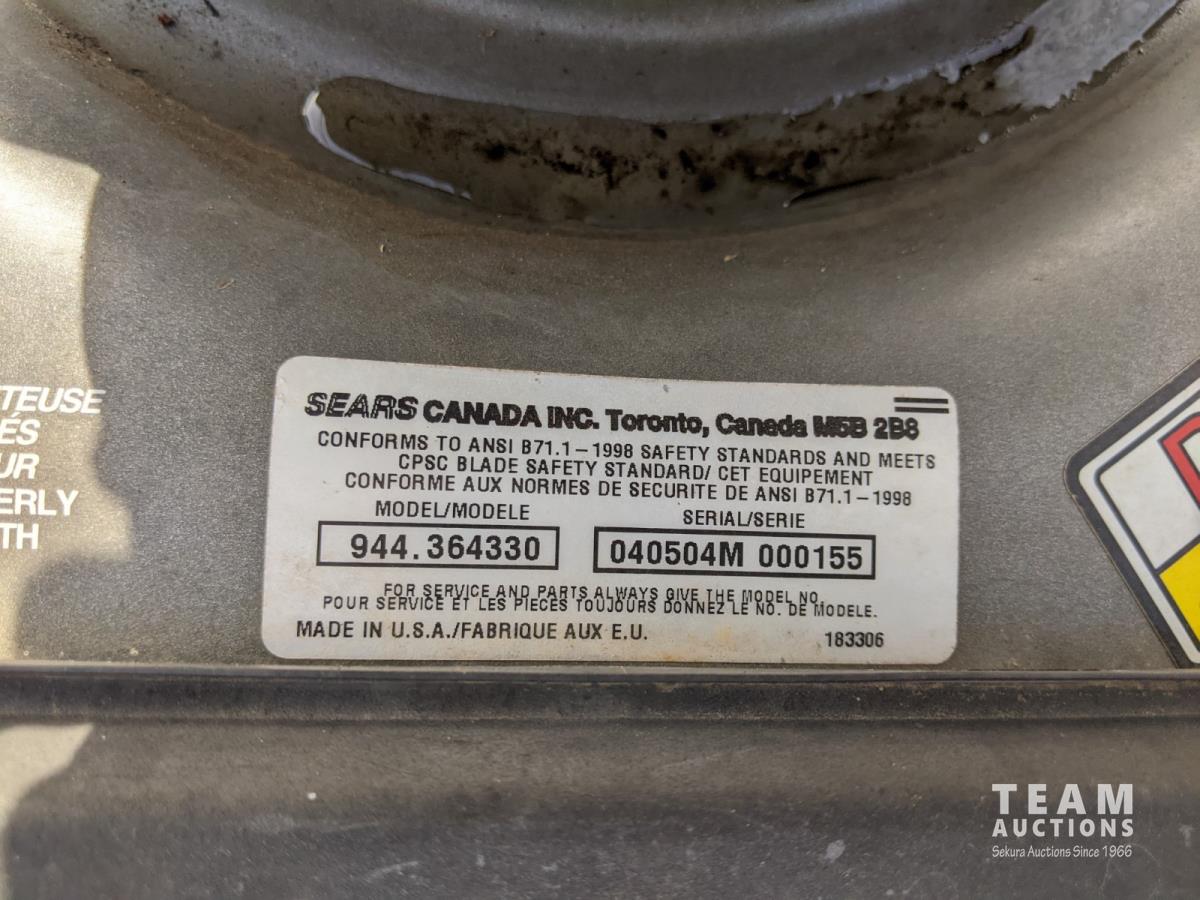 TEUSE
ÉS
UR
ERLY
TH
SEARS CANADA INC. Toronto, Canada M5B 2B8
CONFORMS TO ANSI B71.1-1998 SAFETY STANDARDS AND MEETS
CPSC BLADE SAFETY STANDARD/ CET EQUIPEMENT
CONFORME AUX NORMES DE SECURITE DE ANSI B71.1-1998
MODEL/MODELE SERIAL/SERIE
944.364330 040504M 000155
FOR SERVICE AND PARTS ALWAYS GIVE THE MODEL NO.
POUR SERVICE ET LES PIECES TOUJOURS DONNEZ LE NO. DE MODELE.
MADE IN U.S.A./FABRIQUE AUX E.U. 183306
TEAM
AUCTIONS
Sekura Auctions Since 1966